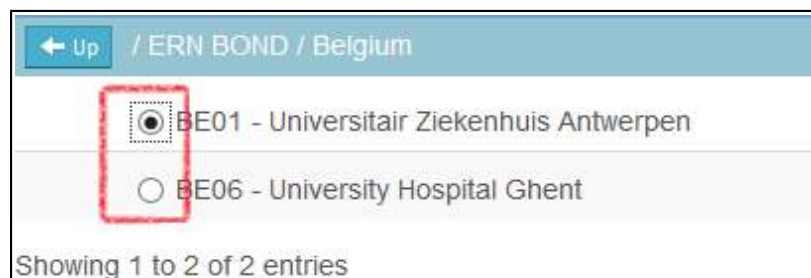 Up / ERN BOND / Belgium
BE01 - Universitair Ziekenhuis Antwerpen
BE06 - University Hospital Ghent
Showing 1 to 2 of 2 entries